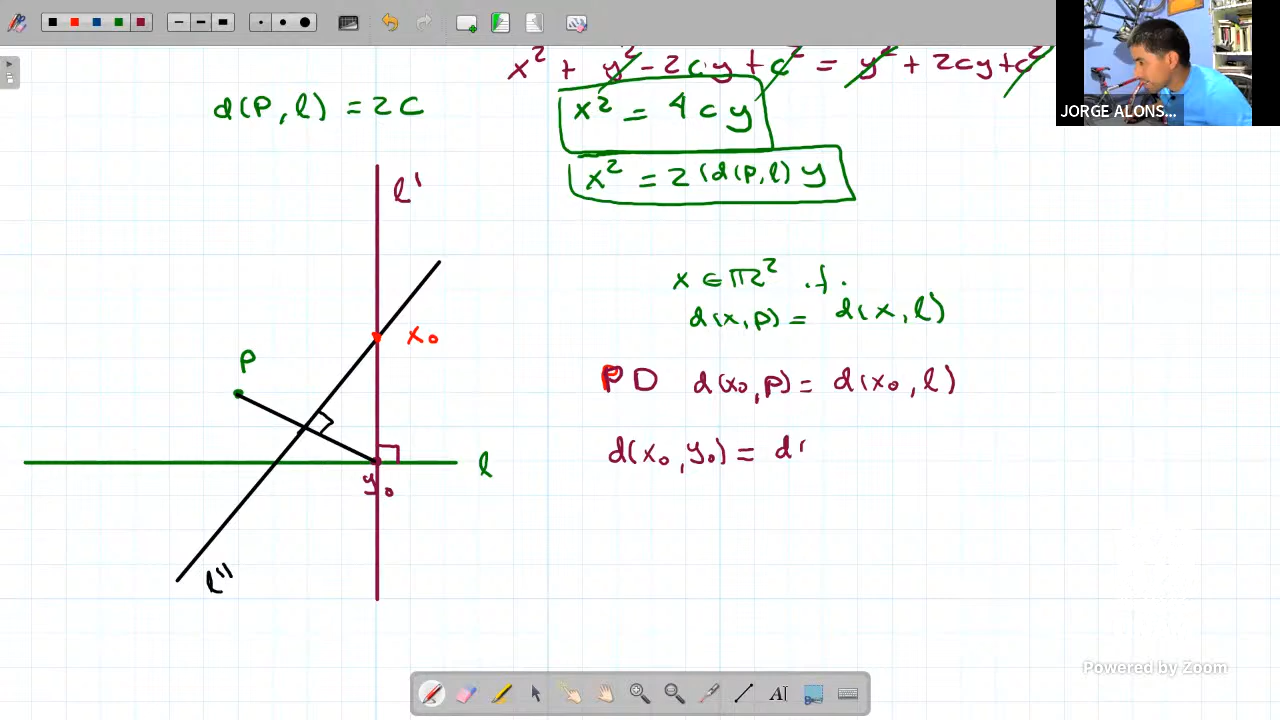 x² + y² - 2cy + c² = y² + 2cy + c²
d(P, l) = 2C
x² = 4cy
x² = 2(d(P, l) y
l'
x ∈ ℝ² .f.
d(x, p) = d(x, l)
x₀
P
PD d(x₀, p) = d(x₀, l)
d(x₀, y₀) = d(
l
y₀
l''
JORGE ALONS...
Powered by Zoom
AI